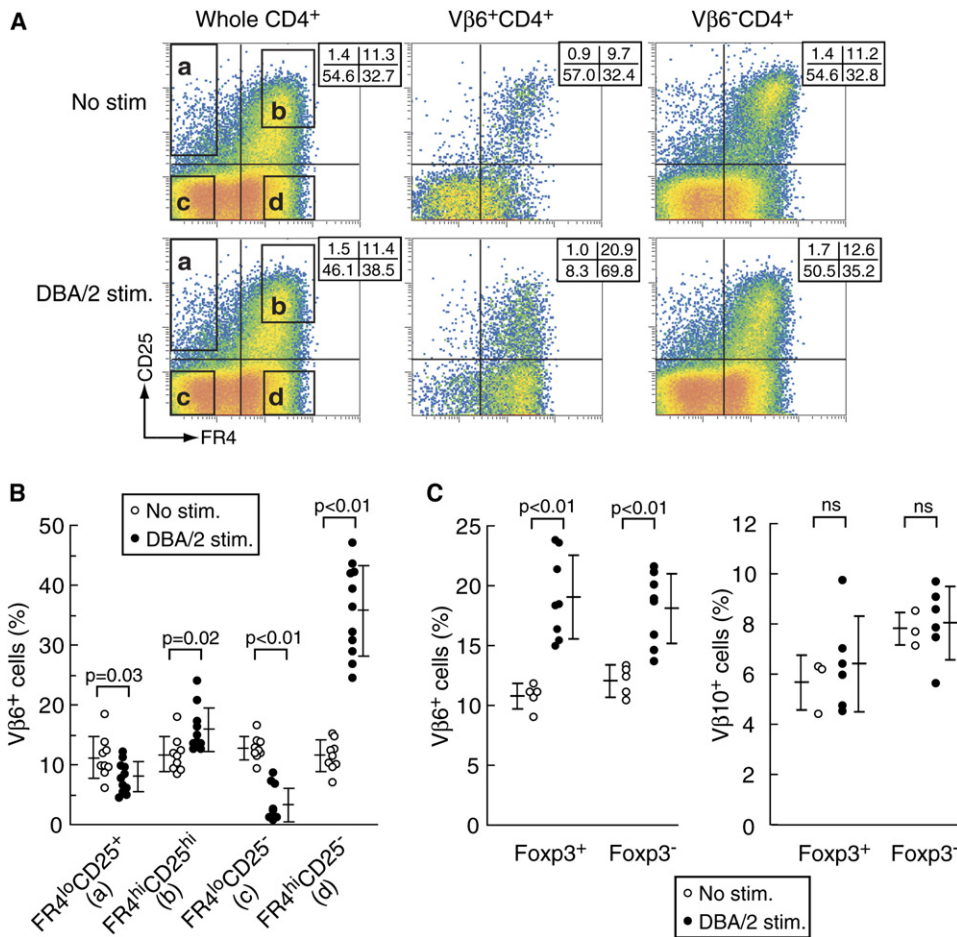 A
Whole CD4⁺
Vβ6⁺CD4⁺
Vβ6⁻CD4⁺
No stim
a
b
c
d
1.4 11.3
54.6 32.7
0.9 9.7
57.0 32.4
1.4 11.2
54.6 32.8
DBA/2 stim.
a
b
c
d
1.5 11.4
46.1 38.5
1.0 20.9
8.3 69.8
1.7 12.6
50.5 35.2
CD25
FR4
B
No stim.
DBA/2 stim.
Vβ6⁺ cells (%)
50
40
30
20
10
0
p=0.03
p=0.02
p<0.01
p<0.01
FR4ˡᵒCD25⁺
(a)
FR4ʰⁱCD25ʰⁱ
(b)
FR4ˡᵒCD25⁻
(c)
FR4ʰⁱCD25⁻
(d)
C
Vβ6⁺ cells (%)
25
20
15
10
5
0
p<0.01
p<0.01
Foxp3⁺
Foxp3⁻
Vβ10⁺ cells (%)
12
10
8
6
4
2
0
ns
ns
Foxp3⁺
Foxp3⁻
No stim.
DBA/2 stim.